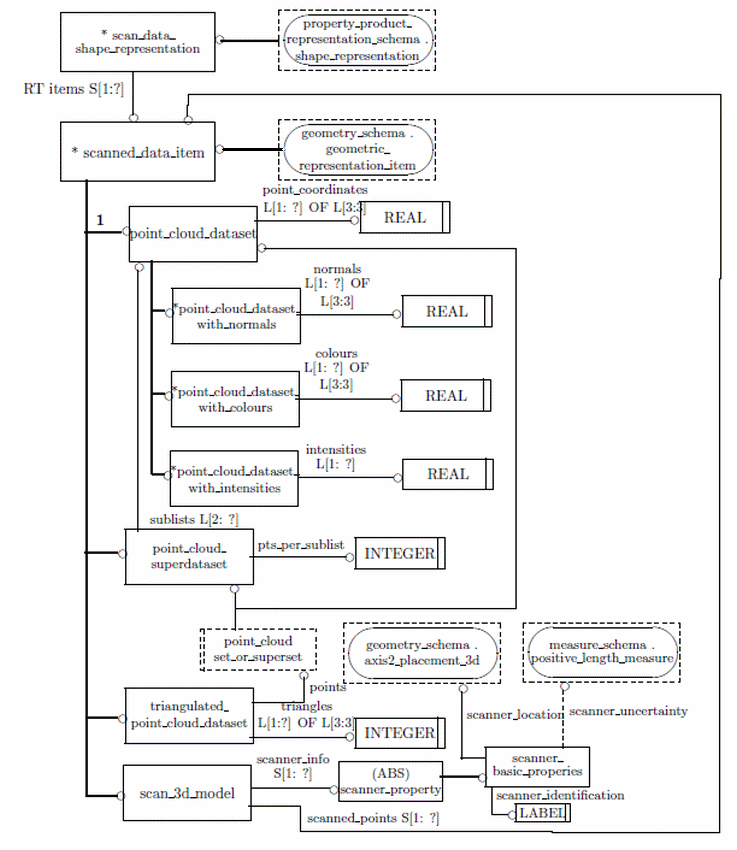 * scan_data_
shape_representation
property_product_
representation_schema .
shape_representation
RT items S[1:?]
* scanned_data_item
geometry_schema .
geometric_
representation_item
point_coordinates
L[1: ?] OF L[3:3]
REAL
1
point_cloud_dataset
normals
L[1: ?] OF
L[3:3]
*point_cloud_dataset_
with_normals
REAL
colours
L[1: ?] OF
L[3:3]
*point_cloud_dataset_
with_colours
REAL
intensities
L[1: ?]
*point_cloud_dataset_
with_intensities
REAL
sublists L[2: ?]
point_cloud_
superdataset
pts_per_sublist
INTEGER
point_cloud
set_or_superset
geometry_schema .
axis2_placement_3d
measure_schema .
positive_length_measure
points
triangulated_
point_cloud_dataset
triangles
L[1:?] OF L[3:3]
INTEGER
scanner_location
scanner_uncertainty
scanner_info
S[1: ?]
scan_3d_model
(ABS)
scanner_property
scanner_
basic_properies
scanner_identification
LABEL
scanned_points S[1: ?]